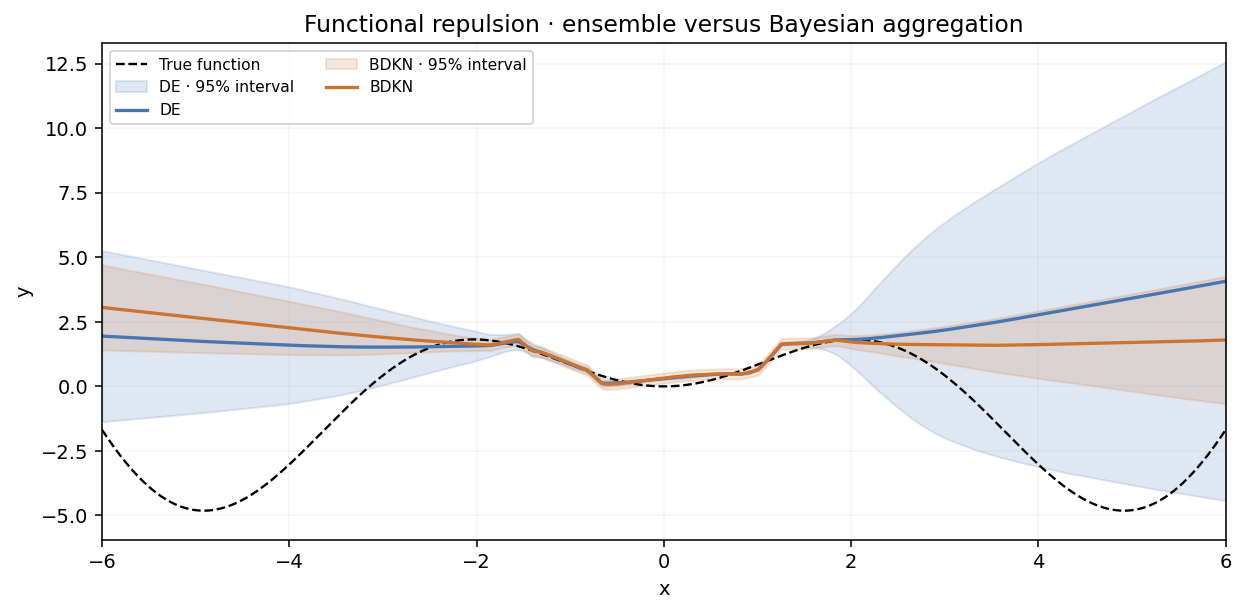 Functional repulsion · ensemble versus Bayesian aggregation
True function
DE · 95% interval
DE
BDKN · 95% interval
BDKN
12.5
10.0
7.5
5.0
2.5
0.0
−2.5
−5.0
y
−6 −4 −2 0 2 4 6
x